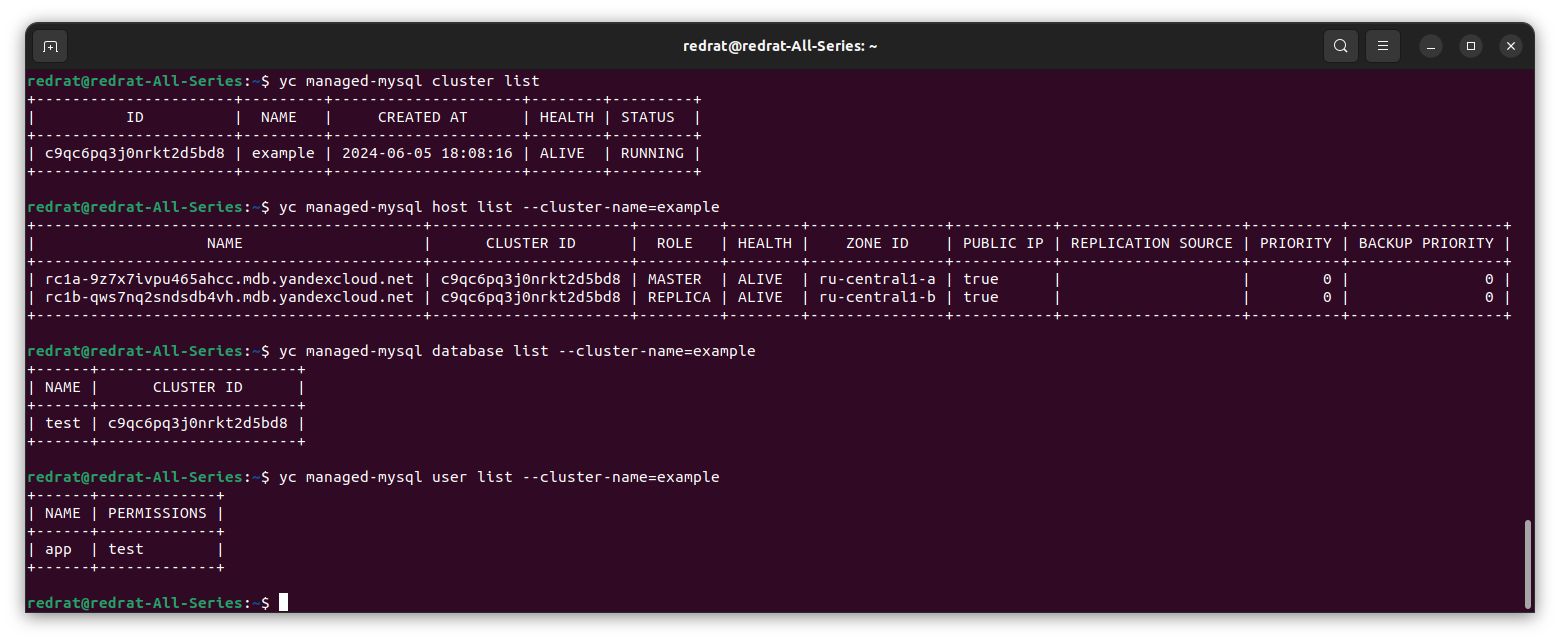 redrat@redrat-All-Series: ~
redrat@redrat-All-Series:~$ yc managed-mysql cluster list
+----------------------+---------+---------------------+--------+---------+
|          ID          |  NAME   |     CREATED AT      | HEALTH | STATUS  |
+----------------------+---------+---------------------+--------+---------+
| c9qc6pq3j0nrkt2d5bd8 | example | 2024-06-05 18:08:16 | ALIVE  | RUNNING |
+----------------------+---------+---------------------+--------+---------+
redrat@redrat-All-Series:~$ yc managed-mysql host list --cluster-name=example
+-------------------------------------------+----------------------+---------+--------+---------------+-----------+--------------------+----------+-----------------+
|                   NAME                    |      CLUSTER ID      |  ROLE   | HEALTH |    ZONE ID    | PUBLIC IP | REPLICATION SOURCE | PRIORITY | BACKUP PRIORITY |
+-------------------------------------------+----------------------+---------+--------+---------------+-----------+--------------------+----------+-----------------+
| rc1a-9z7x7ivpu465ahcc.mdb.yandexcloud.net | c9qc6pq3j0nrkt2d5bd8 | MASTER  | ALIVE  | ru-central1-a | true      |                    |        0 |               0 |
| rc1b-qws7nq2sndsdb4vh.mdb.yandexcloud.net | c9qc6pq3j0nrkt2d5bd8 | REPLICA | ALIVE  | ru-central1-b | true      |                    |        0 |               0 |
+-------------------------------------------+----------------------+---------+--------+---------------+-----------+--------------------+----------+-----------------+
redrat@redrat-All-Series:~$ yc managed-mysql database list --cluster-name=example
+------+----------------------+
| NAME |      CLUSTER ID      |
+------+----------------------+
| test | c9qc6pq3j0nrkt2d5bd8 |
+------+----------------------+
redrat@redrat-All-Series:~$ yc managed-mysql user list --cluster-name=example
+------+-------------+
| NAME | PERMISSIONS |
+------+-------------+
| app  | test        |
+------+-------------+
redrat@redrat-All-Series:~$